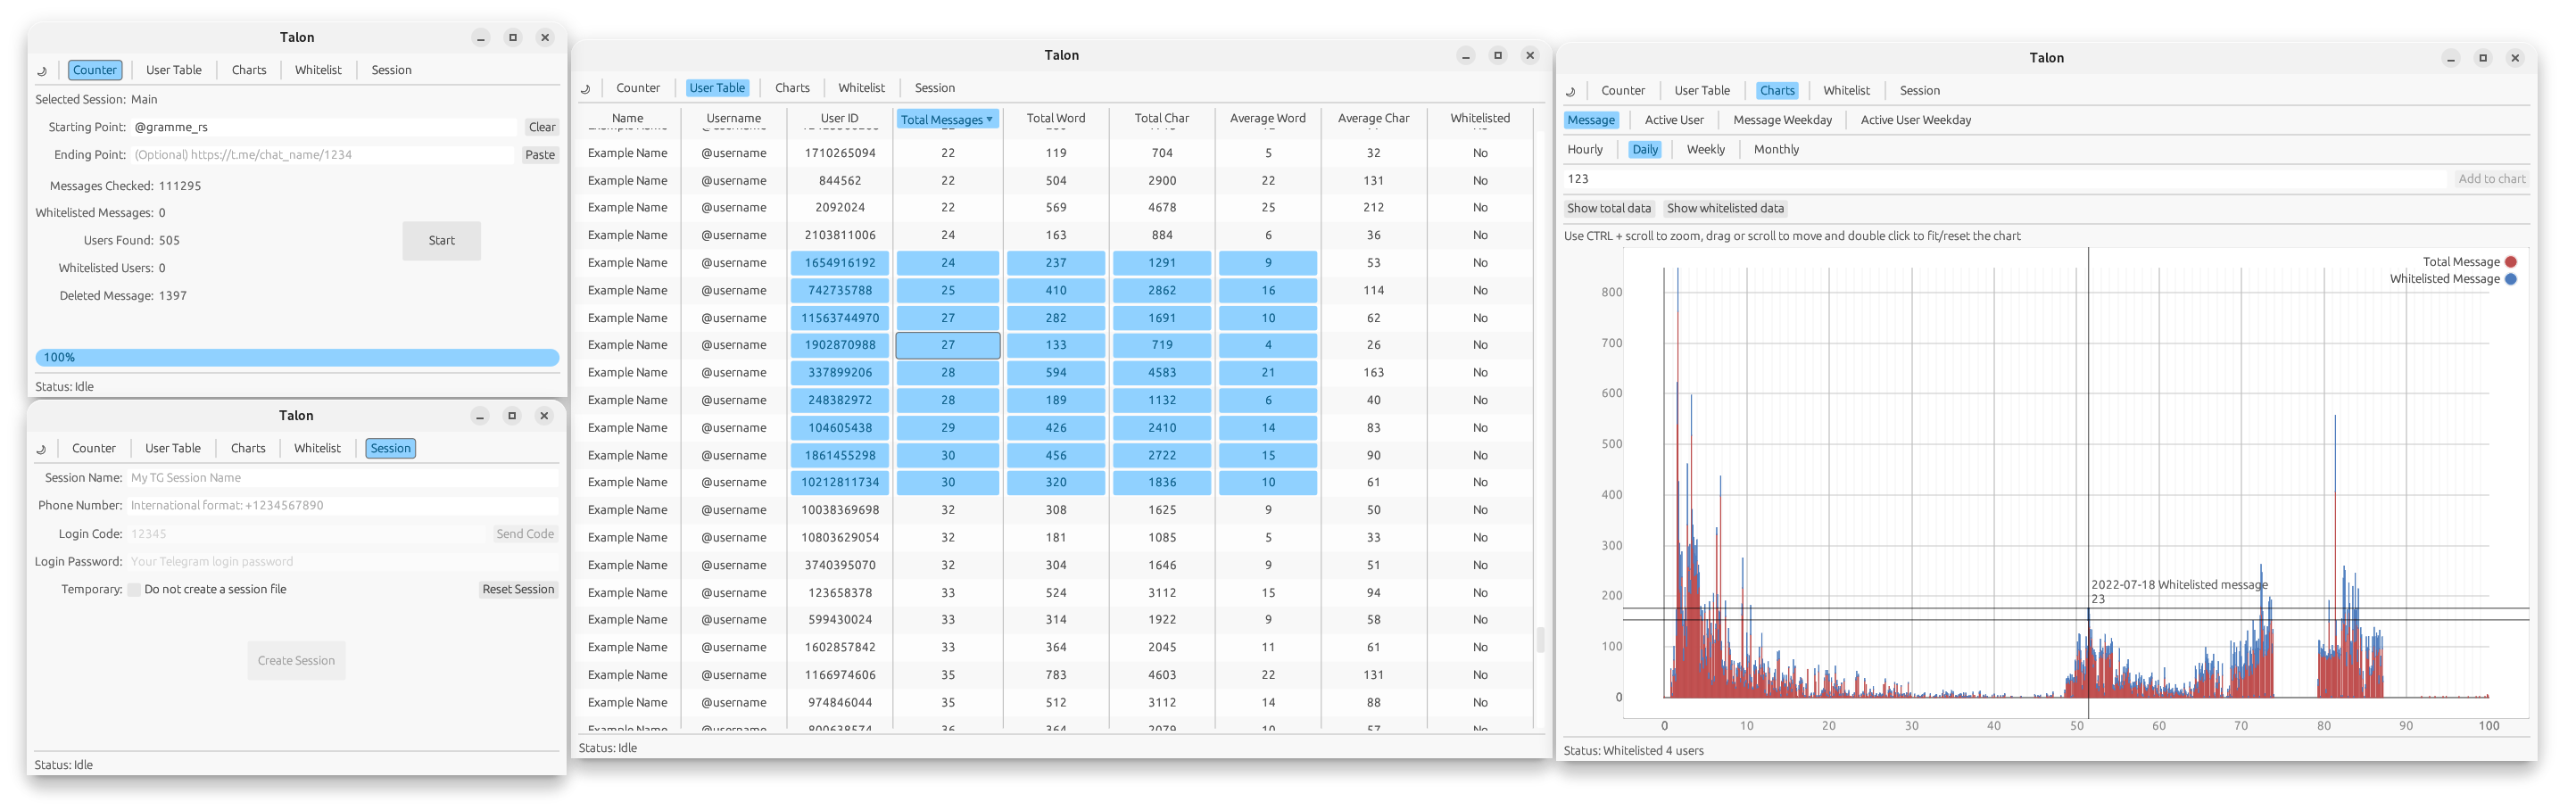 Talon
Counter User Table Charts Whitelist Session
Selected Session: Main
Starting Point: @gramme_rs Clear
Ending Point: (Optional) https://t.me/chat_name/1234 Paste
Messages Checked: 111295
Whitelisted Messages: 0
Users Found: 505
Start
Whitelisted Users: 0
Deleted Message: 1397
100%
Status: Idle
Talon
Counter User Table Charts Whitelist Session
Session Name: My TG Session Name
Phone Number: International format: +1234567890
Login Code: 12345 Send Code
Login Password: Your Telegram login password
Temporary: Do not create a session file Reset Session
Create Session
Status: Idle
Talon
Counter User Table Charts Whitelist Session
Name Username User ID Total Messages ▼ Total Word Total Char Average Word Average Char Whitelisted
Example Name @username 1710265094 22 119 704 5 32 No
Example Name @username 844562 22 504 2900 22 131 No
Example Name @username 2092024 22 569 4678 25 212 No
Example Name @username 2103811006 24 163 884 6 36 No
Example Name @username 1654916192 24 237 1291 9 53 No
Example Name @username 742735788 25 410 2862 16 114 No
Example Name @username 11563744970 27 282 1691 10 62 No
Example Name @username 1902870988 27 133 719 4 26 No
Example Name @username 337899206 28 594 4583 21 163 No
Example Name @username 248382972 28 189 1132 6 40 No
Example Name @username 104605438 29 426 2410 14 83 No
Example Name @username 1861455298 30 456 2722 15 90 No
Example Name @username 10212811734 30 320 1836 10 61 No
Example Name @username 10038369698 32 308 1625 9 50 No
Example Name @username 10803629054 32 181 1085 5 33 No
Example Name @username 3740395070 32 304 1646 9 51 No
Example Name @username 123658378 33 524 3112 15 94 No
Example Name @username 599430024 33 314 1922 9 58 No
Example Name @username 1602857842 33 364 2045 11 61 No
Example Name @username 1166974606 35 783 4603 22 131 No
Example Name @username 974846044 35 512 3112 14 88 No
Example Name @username 800638574 36 364 2079 10 57 No
Status: Idle
Talon
Counter User Table Charts Whitelist Session
Message Active User Message Weekday Active User Weekday
Hourly Daily Weekly Monthly
123 Add to chart
Show total data Show whitelisted data
Use CTRL + scroll to zoom, drag or scroll to move and double click to fit/reset the chart
Total Message
Whitelisted Message
800
700
600
500
400
300
2022-07-18 Whitelisted message
23
200
100
0
0 10 20 30 40 50 60 70 80 90 100
Status: Whitelisted 4 users